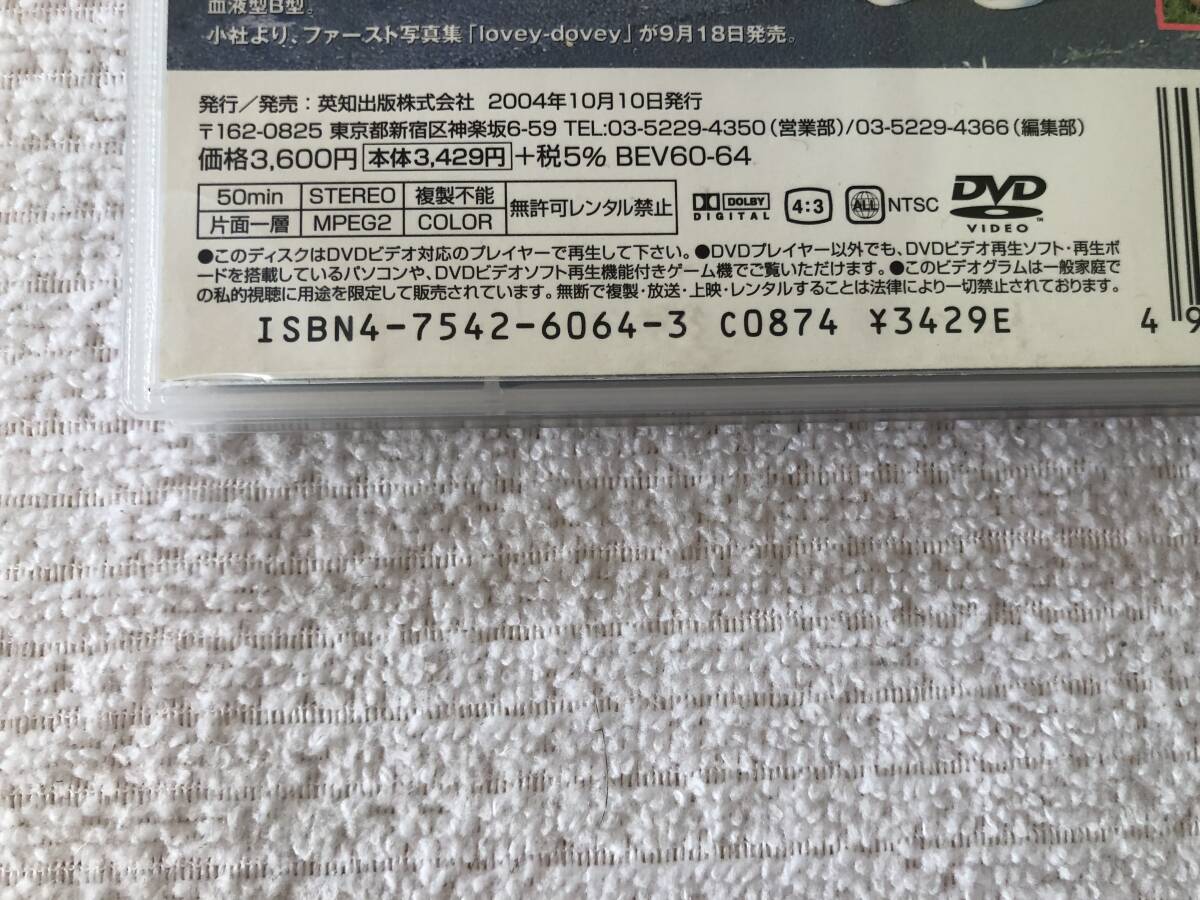 血液型B型。
小社より、ファースト写真集「lovey-dovey」が9月18日発売。
発行/発売：英知出版株式会社 2004年10月10日発行
〒162-0825 東京都新宿区神楽坂6-59 TEL:03-5229-4350(営業部)/03-5229-4366(編集部)
価格3,600円 本体3,429円 +税5% BEV60-64
50min STEREO 複製不能 無許可レンタル禁止
片面一層 MPEG2 COLOR
DOLBY DIGITAL 4:3 ALL NTSC DVD VIDEO
●このディスクはDVDビデオ対応のプレイヤーで再生して下さい。●DVDプレイヤー以外でも、DVDビデオ再生ソフト・再生ボ
ードを搭載しているパソコンや、DVDビデオソフト再生機能付きゲーム機でご覧いただけます。●このビデオグラムは一般家庭で
の私的視聴に用途を限定して販売されています。無断で複製・放送・上映・レンタルすることは法律により一切禁止されております。
ISBN4-7542-6064-3 C0874 ¥3429E
49